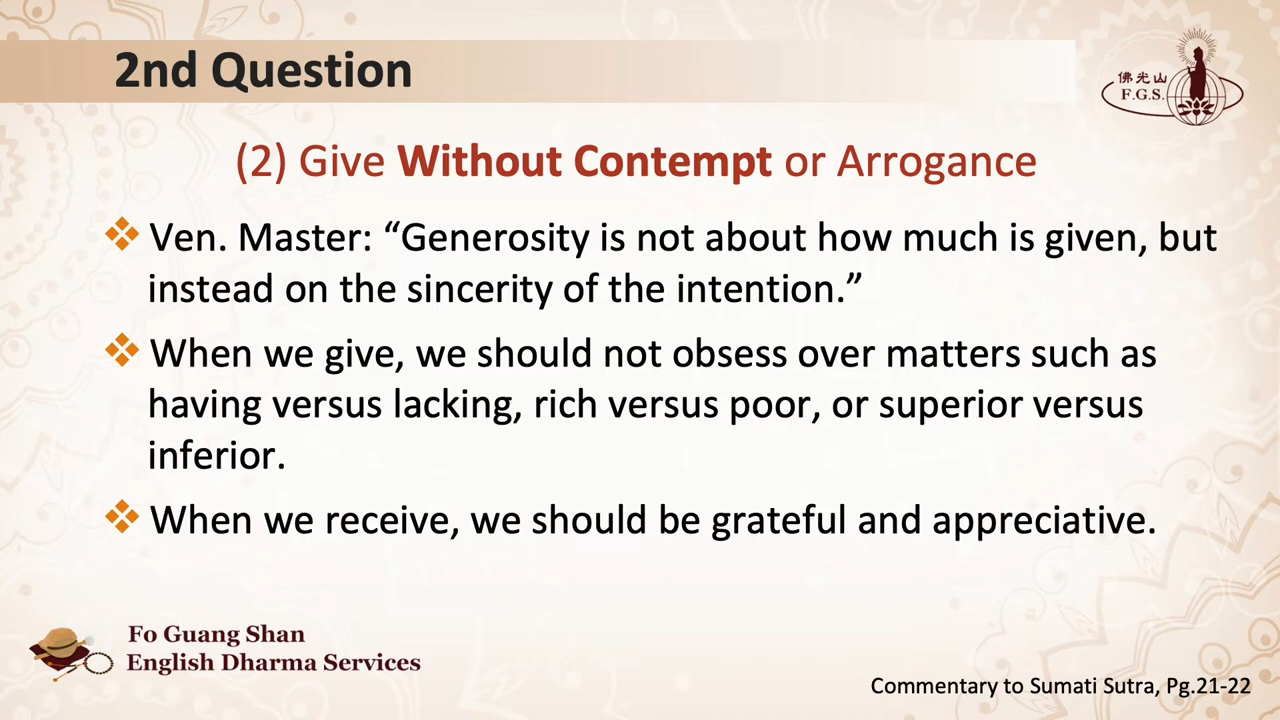 2nd Question
佛光山
F.G.S.
(2) Give Without Contempt or Arrogance
Ven. Master: “Generosity is not about how much is given, but
instead on the sincerity of the intention.”
When we give, we should not obsess over matters such as
having versus lacking, rich versus poor, or superior versus
inferior.
When we receive, we should be grateful and appreciative.
Fo Guang Shan
English Dharma Services
Commentary to Sumati Sutra, Pg.21-22